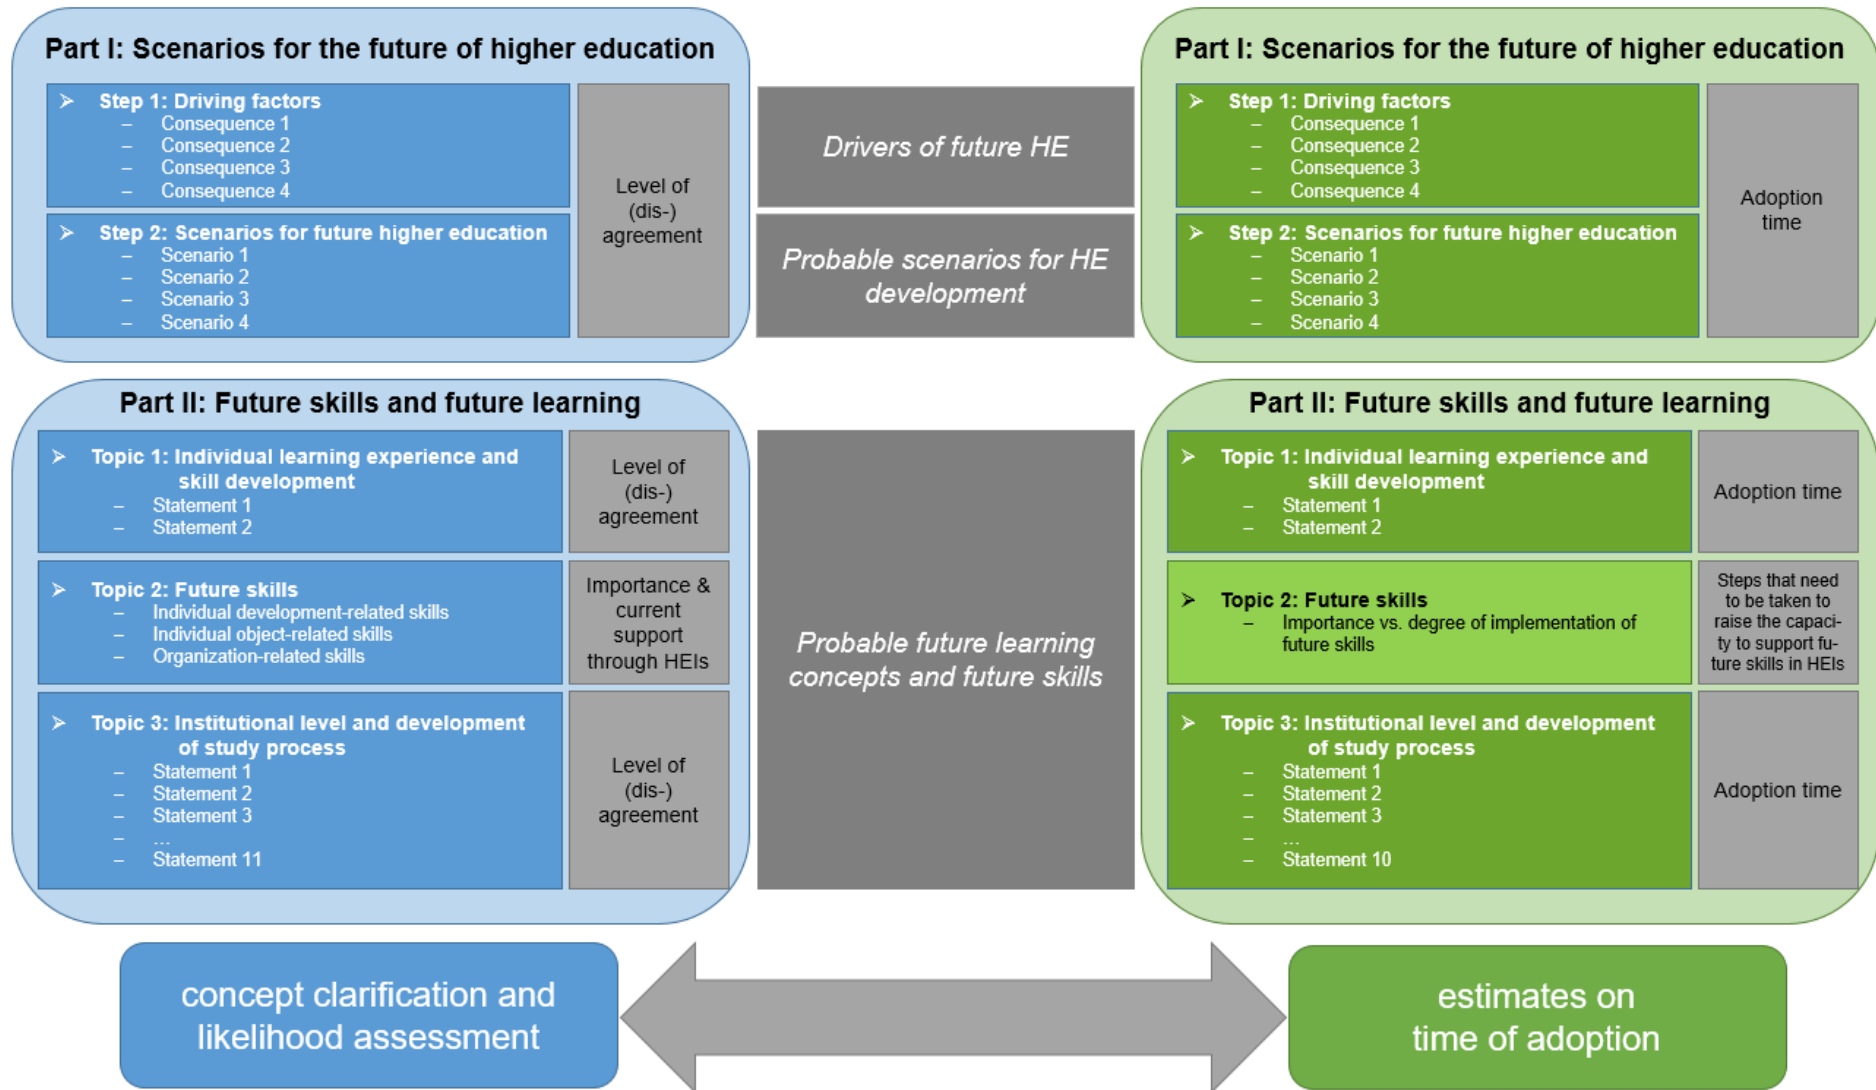 Part I: Scenarios for the future of higher education
➢ Step 1: Driving factors
– Consequence 1
– Consequence 2
– Consequence 3
– Consequence 4
➢ Step 2: Scenarios for future higher education
– Scenario 1
– Scenario 2
– Scenario 3
– Scenario 4
Level of
(dis-)
agreement
Drivers of future HE
Probable scenarios for HE
development
Part I: Scenarios for the future of higher education
➢ Step 1: Driving factors
– Consequence 1
– Consequence 2
– Consequence 3
– Consequence 4
➢ Step 2: Scenarios for future higher education
– Scenario 1
– Scenario 2
– Scenario 3
– Scenario 4
Adoption
time
Part II: Future skills and future learning
➢ Topic 1: Individual learning experience and
skill development
– Statement 1
– Statement 2
Level of
(dis-)
agreement
➢ Topic 2: Future skills
– Individual development-related skills
– Individual object-related skills
– Organization-related skills
Importance &
current
support
through HEIs
➢ Topic 3: Institutional level and development
of study process
– Statement 1
– Statement 2
– Statement 3
– ...
– Statement 11
Level of
(dis-)
agreement
Probable future learning
concepts and future skills
Part II: Future skills and future learning
➢ Topic 1: Individual learning experience and
skill development
– Statement 1
– Statement 2
Adoption time
➢ Topic 2: Future skills
– Importance vs. degree of implementation of
future skills
Steps that need
to be taken to
raise the capaci-
ty to support fu-
ture skills in HEIs
➢ Topic 3: Institutional level and development
of study process
– Statement 1
– Statement 2
– Statement 3
– ...
– Statement 10
Adoption time
concept clarification and
likelihood assessment
estimates on
time of adoption